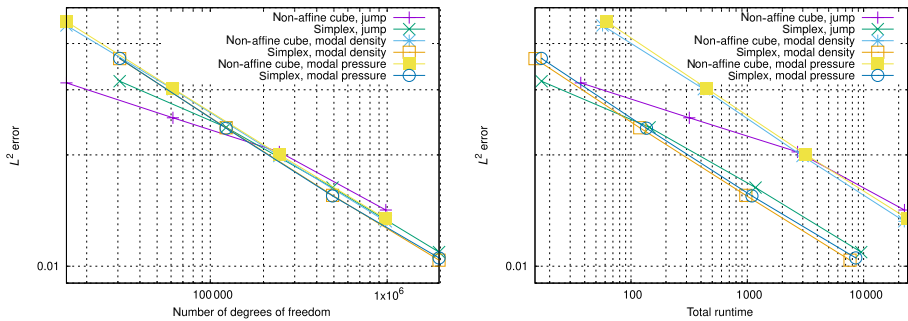 Non-affine cube, jump
Simplex, jump
Non-affine cube, modal density
Simplex, modal density
Non-affine cube, modal pressure
Simplex, modal pressure
L² error
0.01
100 000
1x10⁶
Number of degrees of freedom
Non-affine cube, jump
Simplex, jump
Non-affine cube, modal density
Simplex, modal density
Non-affine cube, modal pressure
Simplex, modal pressure
L² error
0.01
100
1000
10000
Total runtime